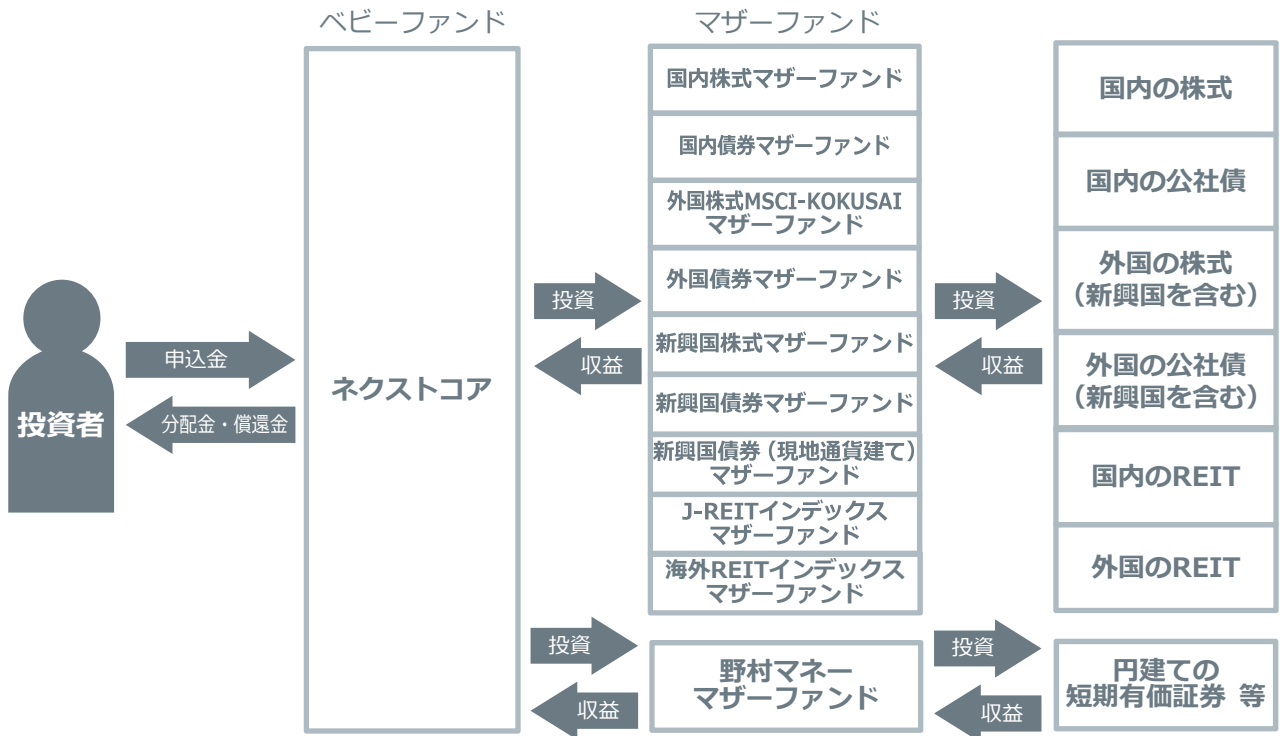 ベビーファンド
マザーファンド
国内株式マザーファンド
国内債券マザーファンド
外国株式MSCI-KOKUSAI
マザーファンド
外国債券マザーファンド
新興国株式マザーファンド
新興国債券マザーファンド
新興国債券（現地通貨建て）
マザーファンド
J-REITインデックス
マザーファンド
海外REITインデックス
マザーファンド
野村マネー
マザーファンド
国内の株式
国内の公社債
外国の株式
（新興国を含む）
外国の公社債
（新興国を含む）
国内のREIT
外国のREIT
円建ての
短期有価証券 等
投資者
申込金
分配金・償還金
ネクストコア
投資
収益
投資
収益
投資
収益
投資
収益